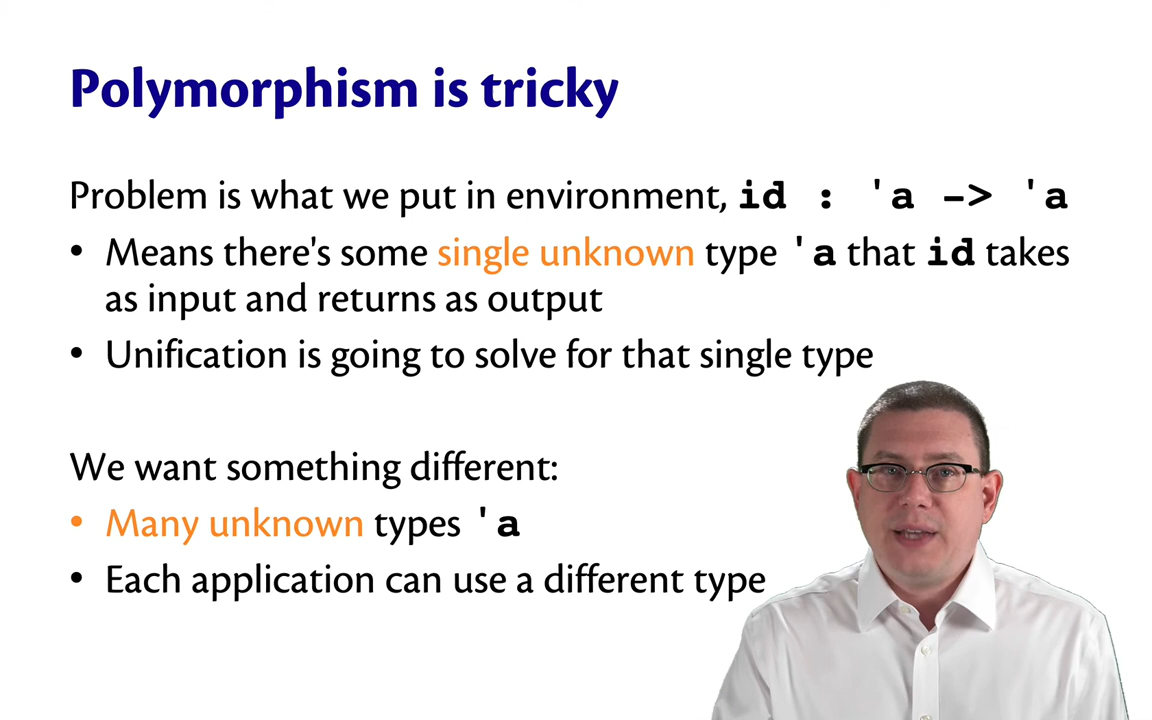 Polymorphism is tricky
Problem is what we put in environment, id : 'a -> 'a
• Means there's some single unknown type 'a that id takes
as input and returns as output
• Unification is going to solve for that single type
We want something different:
• Many unknown types 'a
• Each application can use a different type